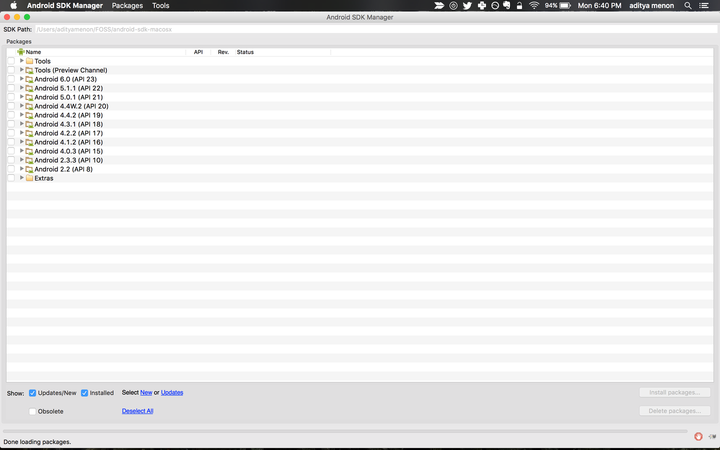 Android SDK Manager Packages Tools 94% Mon 6:40 PM aditya menon
Android SDK Manager
SDK Path: /Users/adityamenon/FOSS/android-sdk-macosx
Packages
Name API Rev. Status
Tools
Tools (Preview Channel)
Android 6.0 (API 23)
Android 5.1.1 (API 22)
Android 5.0.1 (API 21)
Android 4.4W.2 (API 20)
Android 4.4.2 (API 19)
Android 4.3.1 (API 18)
Android 4.2.2 (API 17)
Android 4.1.2 (API 16)
Android 4.0.3 (API 15)
Android 2.3.3 (API 10)
Android 2.2 (API 8)
Extras
Show: Updates/New Installed Select New or Updates Install packages...
Obsolete Deselect All Delete packages...
Done loading packages.